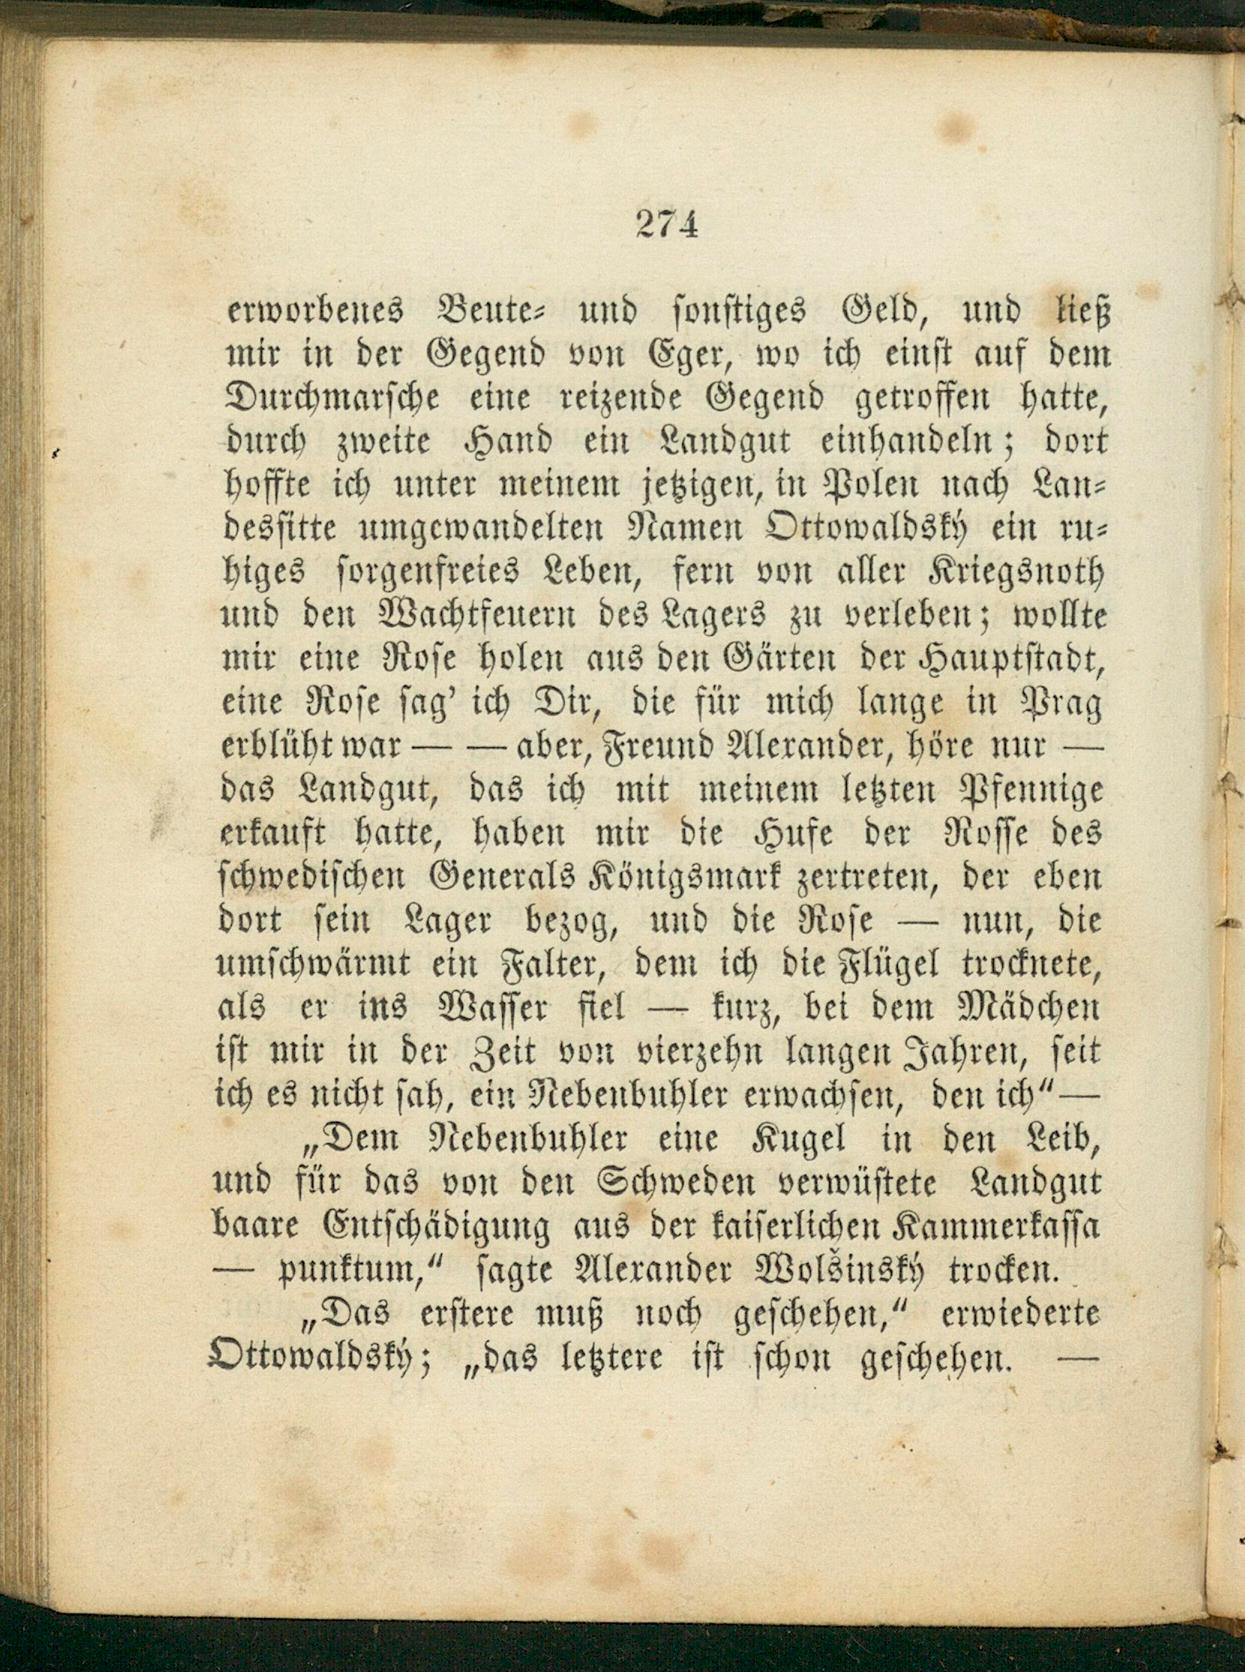 274
erworbenes Beute- und sonstiges Geld, und ließ
mir in der Gegend von Eger, wo ich einst auf dem
Durchmarsche eine reizende Gegend getroffen hatte,
durch zweite Hand ein Landgut einhandeln; dort
hoffte ich unter meinem jetzigen, in Polen nach Lan-
dessitte umgewandelten Namen Ottowaldský ein ru-
higes sorgenfreies Leben, fern von aller Kriegsnoth
und den Wachtfeuern des Lagers zu verleben; wollte
mir eine Rose holen aus den Gärten der Hauptstadt,
eine Rose sag' ich Dir, die für mich lange in Prag
erblüht war — — aber, Freund Alexander, höre nur —
das Landgut, das ich mit meinem letzten Pfennige
erkauft hatte, haben mir die Hufe der Rosse des
schwedischen Generals Königsmark zertreten, der eben
dort sein Lager bezog, und die Rose — nun, die
umschwärmt ein Falter, dem ich die Flügel trocknete,
als er ins Wasser fiel — kurz, bei dem Mädchen
ist mir in der Zeit von vierzehn langen Jahren, seit
ich es nicht sah, ein Nebenbuhler erwachsen, den ich“ —
„Dem Nebenbuhler eine Kugel in den Leib,
und für das von den Schweden verwüstete Landgut
baare Entschädigung aus der kaiserlichen Kammerkassa
— punktum,“ sagte Alexander Wolšinský trocken.
„Das erstere muß noch geschehen,“ erwiederte
Ottowaldský; „das letztere ist schon geschehen. —